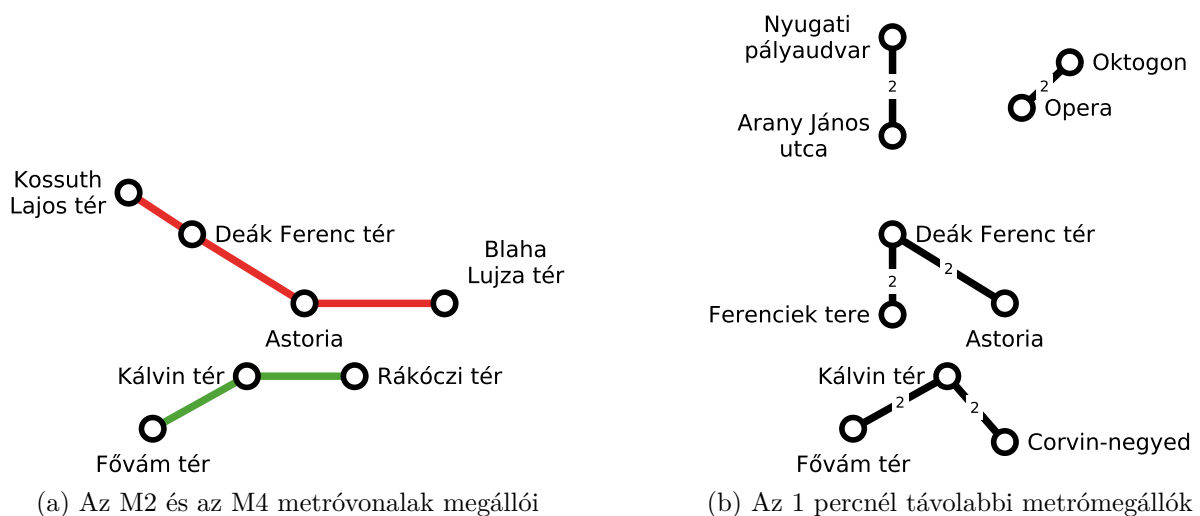 Kossuth
Lajos tér
Deák Ferenc tér
Blaha
Lujza tér
Astoria
Kálvin tér
Rákóczi tér
Fővám tér
(a) Az M2 és az M4 metróvonalak megállói
Nyugati
pályaudvar
2
Arany János
utca
Oktogon
2
Opera
Deák Ferenc tér
2
2
Ferenciek tere
Astoria
Kálvin tér
2
2
Fővám tér
Corvin-negyed
(b) Az 1 percnél távolabbi metrómegállók